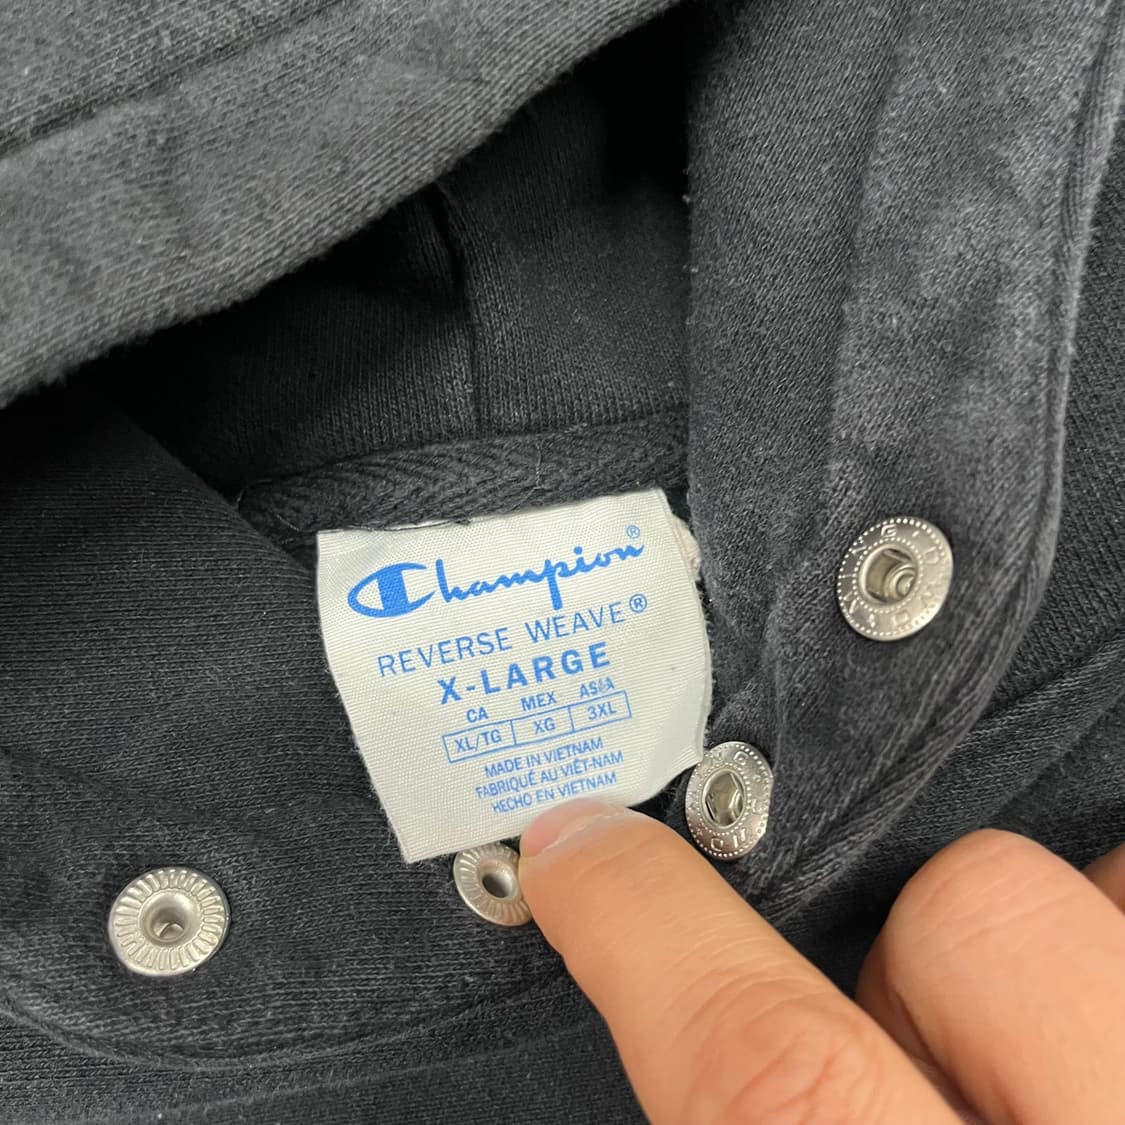 Champion®
REVERSE WEAVE®
X-LARGE
CA MEX ASIA
XL/TG XG 3XL
MADE IN VIETNAM
FABRIQUÉ AU VIÊT-NAM
HECHO EN VIETNAM